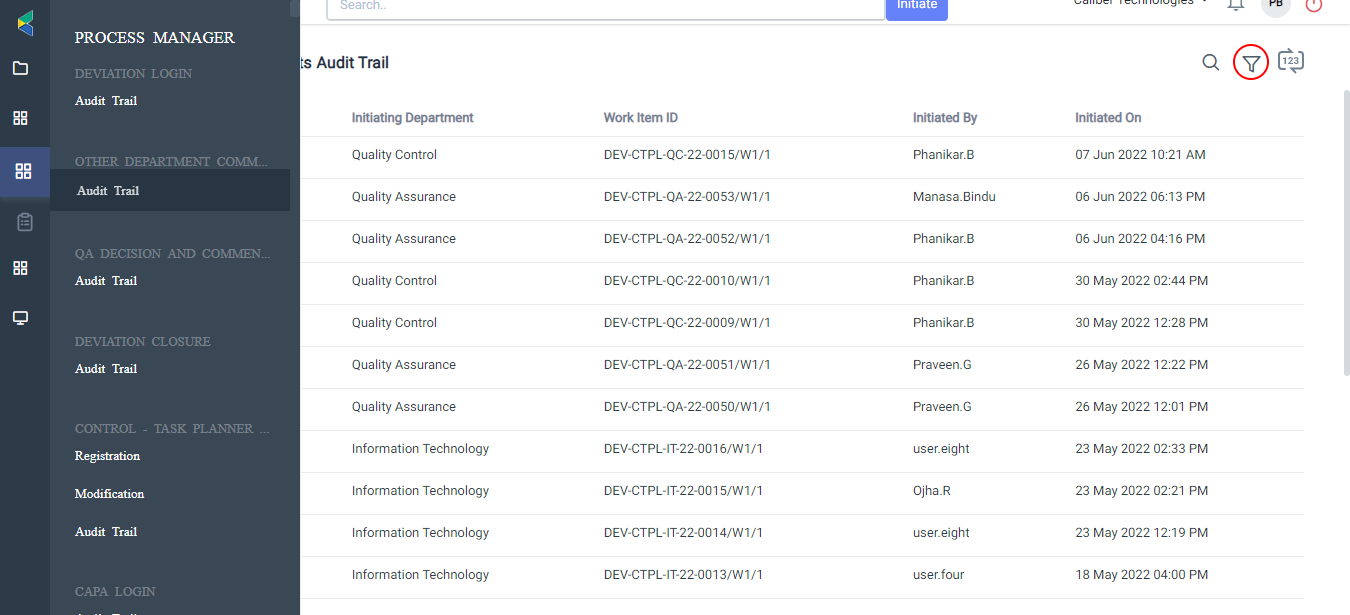 Search..
Initiate
Caliber Technologies
PB
PROCESS MANAGER
DEVIATION LOGIN
Audit Trail
OTHER DEPARTMENT COMM...
Audit Trail
QA DECISION AND COMMEN...
Audit Trail
DEVIATION CLOSURE
Audit Trail
CONTROL - TASK PLANNER ...
Registration
Modification
Audit Trail
CAPA LOGIN
Audit Trail
ts Audit Trail
123
Initiating Department Work Item ID Initiated By Initiated On
Quality Control DEV-CTPL-QC-22-0015/W1/1 Phanikar.B 07 Jun 2022 10:21 AM
Quality Assurance DEV-CTPL-QA-22-0053/W1/1 Manasa.Bindu 06 Jun 2022 06:13 PM
Quality Assurance DEV-CTPL-QA-22-0052/W1/1 Phanikar.B 06 Jun 2022 04:16 PM
Quality Control DEV-CTPL-QC-22-0010/W1/1 Phanikar.B 30 May 2022 02:44 PM
Quality Control DEV-CTPL-QC-22-0009/W1/1 Phanikar.B 30 May 2022 12:28 PM
Quality Assurance DEV-CTPL-QA-22-0051/W1/1 Praveen.G 26 May 2022 12:22 PM
Quality Assurance DEV-CTPL-QA-22-0050/W1/1 Praveen.G 26 May 2022 12:01 PM
Information Technology DEV-CTPL-IT-22-0016/W1/1 user.eight 23 May 2022 02:33 PM
Information Technology DEV-CTPL-IT-22-0015/W1/1 Ojha.R 23 May 2022 02:21 PM
Information Technology DEV-CTPL-IT-22-0014/W1/1 user.eight 23 May 2022 12:19 PM
Information Technology DEV-CTPL-IT-22-0013/W1/1 user.four 18 May 2022 04:00 PM